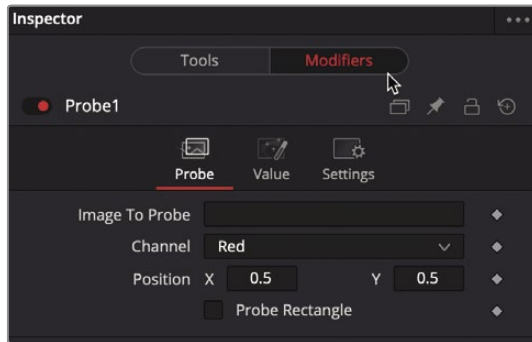 Inspector
Tools Modifiers
Probe1
Probe Value Settings
Image To Probe
Channel Red
Position X 0.5 Y 0.5
Probe Rectangle